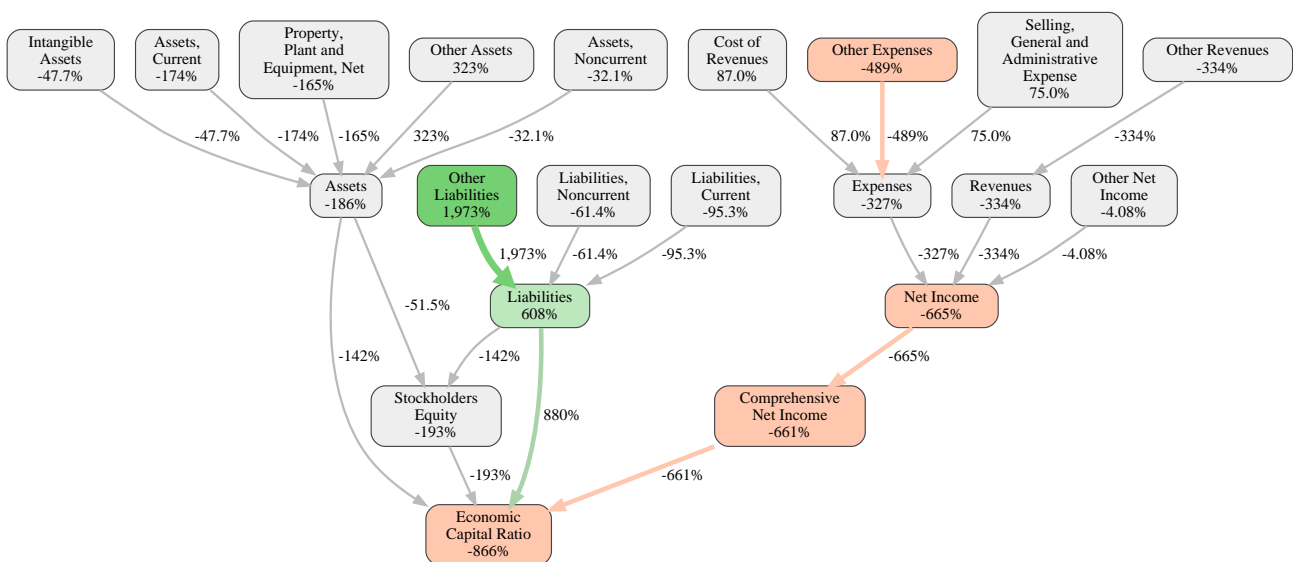 Intangible
Assets
-47.7%
Assets,
Current
-174%
Property,
Plant and
Equipment, Net
-165%
Other Assets
323%
Assets,
Noncurrent
-32.1%
Cost of
Revenues
87.0%
Other Expenses
-489%
Selling,
General and
Administrative
Expense
75.0%
Other Revenues
-334%
-47.7%
-174%
-165%
323%
-32.1%
87.0%
-489%
75.0%
-334%
Assets
-186%
Other
Liabilities
1,973%
Liabilities,
Noncurrent
-61.4%
Liabilities,
Current
-95.3%
Expenses
-327%
Revenues
-334%
Other Net
Income
-4.08%
1,973%
-61.4%
-95.3%
-327%
-334%
-4.08%
-51.5%
Liabilities
608%
Net Income
-665%
-142%
-142%
-665%
Stockholders
Equity
-193%
880%
Comprehensive
Net Income
-661%
-193%
-661%
Economic
Capital Ratio
-866%